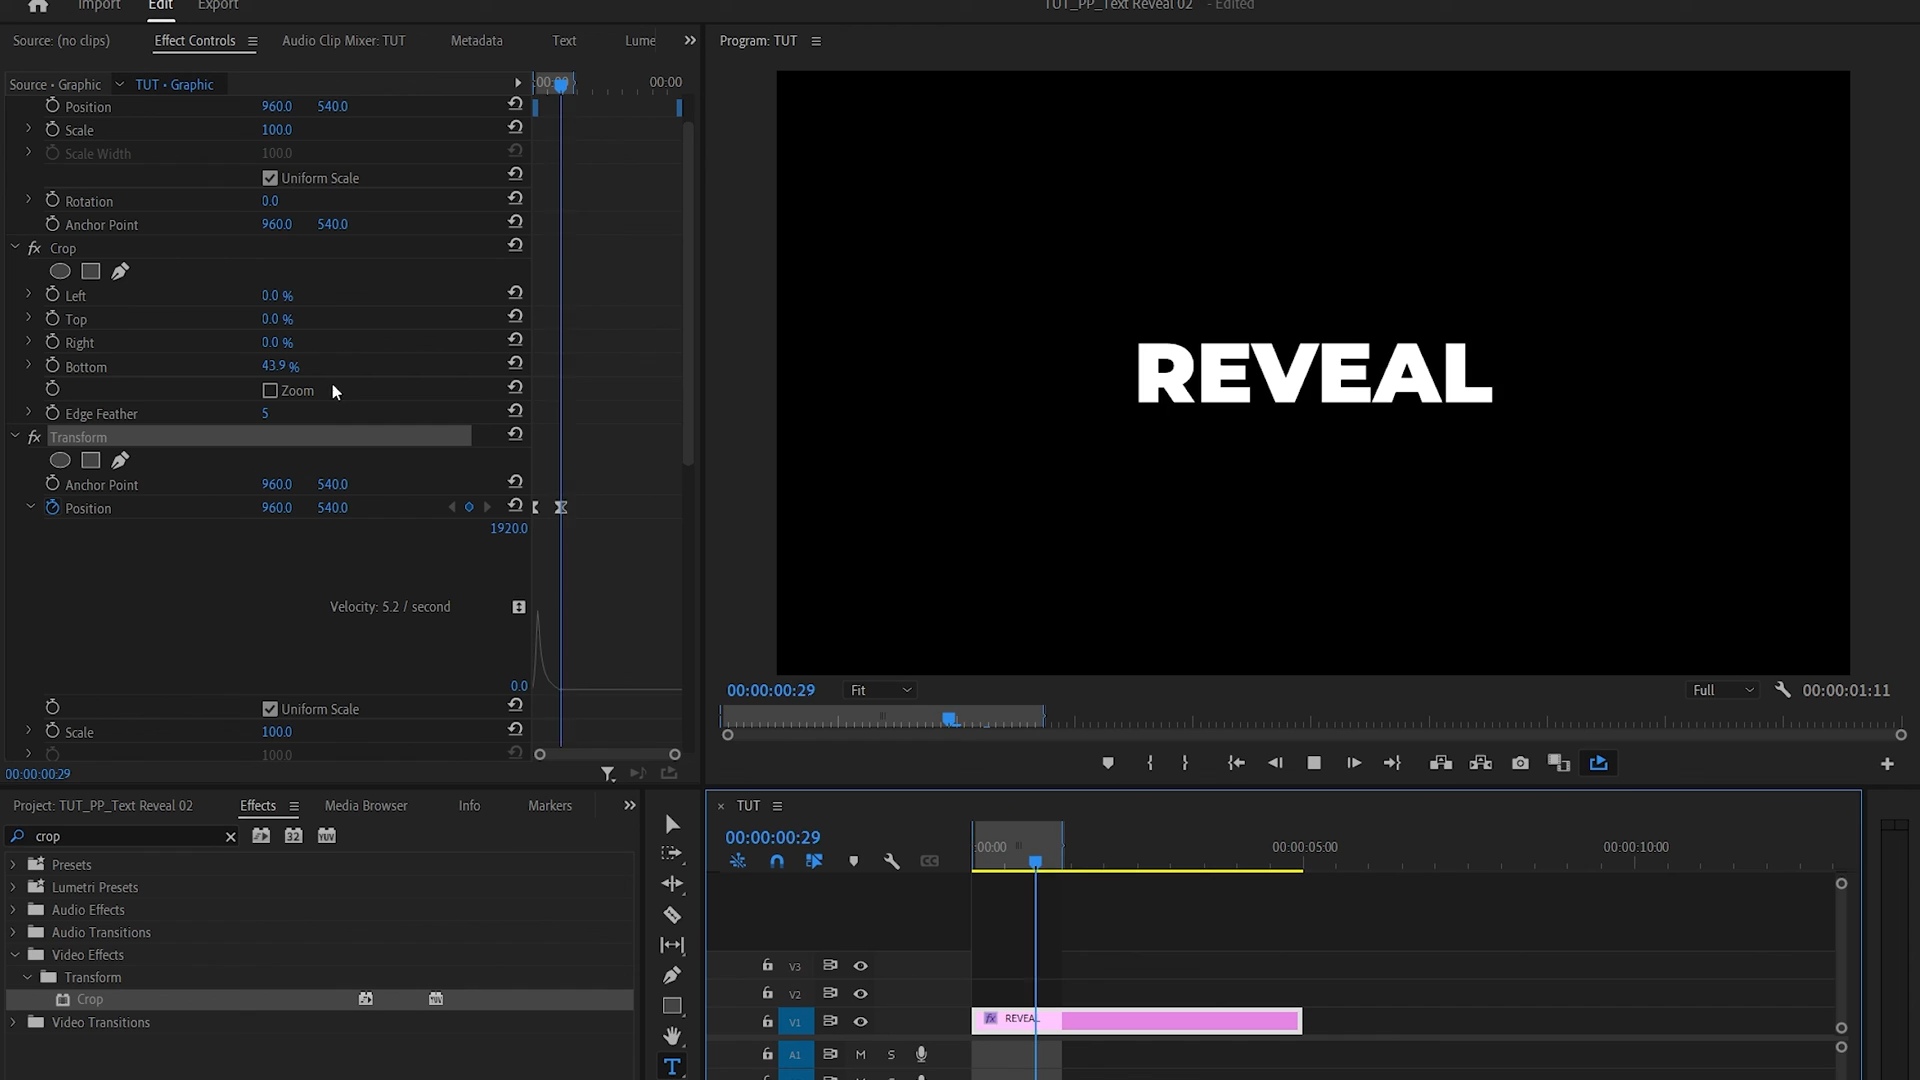 Import Edit Export TUT_PP_Text Reveal 02 - Edited
Source: (no clips) Effect Controls Audio Clip Mixer: TUT Metadata Text Lume Program: TUT
Source • Graphic TUT • Graphic :00:00 00:00
Position 960.0 540.0
Scale 100.0
Scale Width 100.0
Uniform Scale
Rotation 0.0
Anchor Point 960.0 540.0
fx Crop
Left 0.0 %
Top 0.0 %
Right 0.0 %
Bottom 43.9 %
Zoom
Edge Feather 5
fx Transform
Anchor Point 960.0 540.0
Position 960.0 540.0
1920.0
Velocity: 5.2 / second
0.0
Uniform Scale
Scale 100.0
100.0
00:00:00:29
REVEAL
00:00:00:29 Fit Full 00:00:01:11
Project: TUT_PP_Text Reveal 02 Effects Media Browser Info Markers
crop 32 YUV
Presets
Lumetri Presets
Audio Effects
Audio Transitions
Video Effects
Transform
Crop
Video Transitions
T
× TUT
00:00:00:29
:00:00 00:00:05:00 00:00:10:00
CC
V3
V2
V1 fx REVEAL
A1 M S